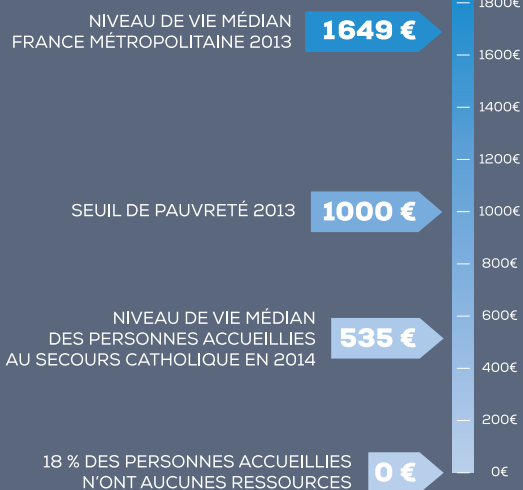 1800€
NIVEAU DE VIE MÉDIAN
FRANCE MÉTROPOLITAINE 2013
1649 €
1600€
1400€
1200€
SEUIL DE PAUVRETÉ 2013
1000 €
1000€
800€
NIVEAU DE VIE MÉDIAN
DES PERSONNES ACCUEILLIES
AU SECOURS CATHOLIQUE EN 2014
535 €
600€
400€
200€
18 % DES PERSONNES ACCUEILLIES
N'ONT AUCUNES RESSOURCES
0 €
0€